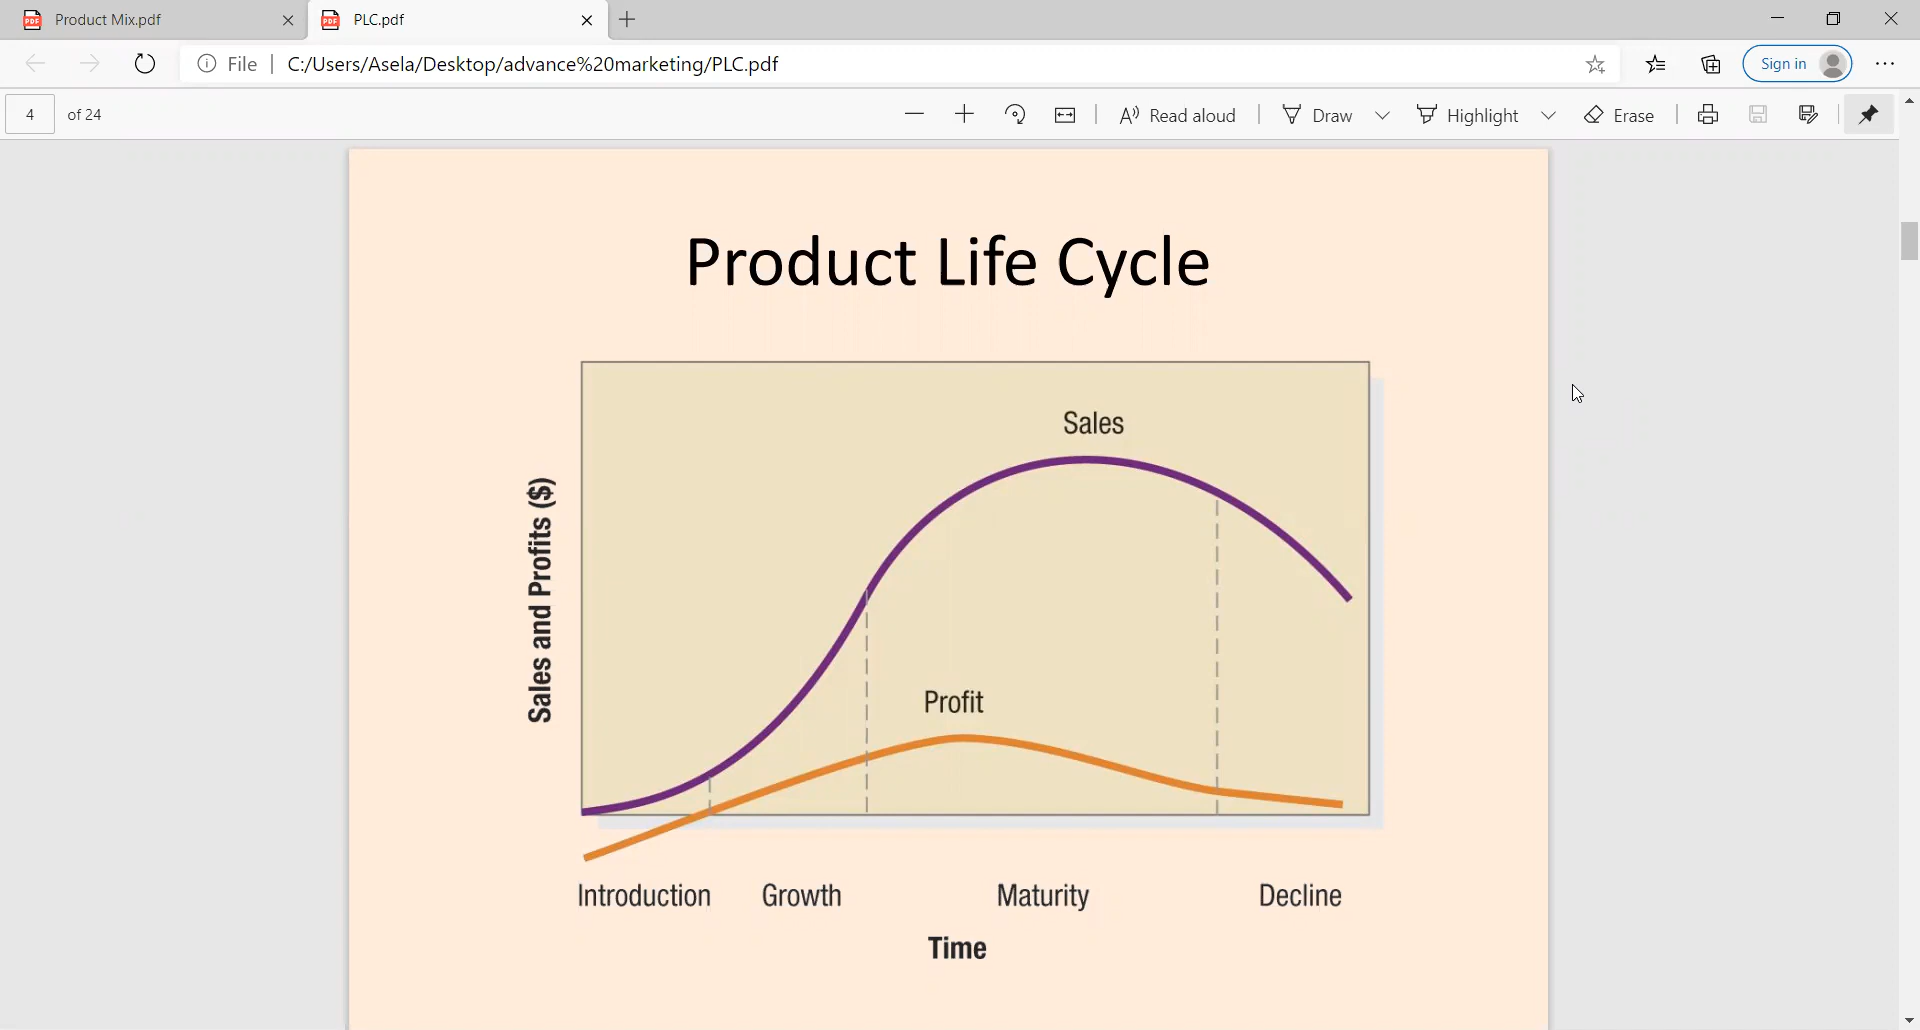 Product Mix.pdf
PLC.pdf
File
C:/Users/Asela/Desktop/advance%20marketing/PLC.pdf
Sign in
4 of 24
Read aloud
Draw
Highlight
Erase
Product Life Cycle
Sales and Profits ($)
Sales
Profit
Introduction Growth Maturity Decline
Time